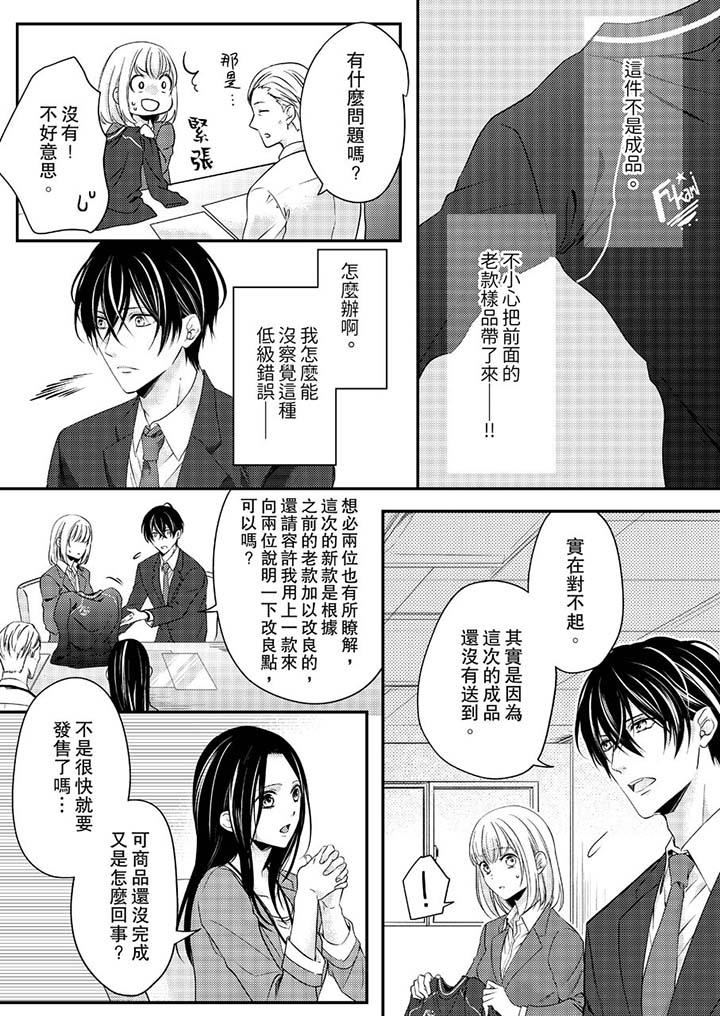 這件不是成品。
Fukami
不小心把前面的
老款樣品帶了來——!!
有什麼問題嗎？
那是…
緊張
沒有！
不好意思。
怎麼辦啊。
我怎麼能
沒察覺這種
低級錯誤——
實在對不起。
其實是因為
這次的成品
還沒有送到。
！
想必兩位也有所瞭解，
這次的新款是根據
之前的老款加以改良的，
還請容許我用上一款來
向兩位說明一下改良點，
可以嗎？
不是很快就要
發售了嗎…
可商品還沒完成
又是怎麼回事？